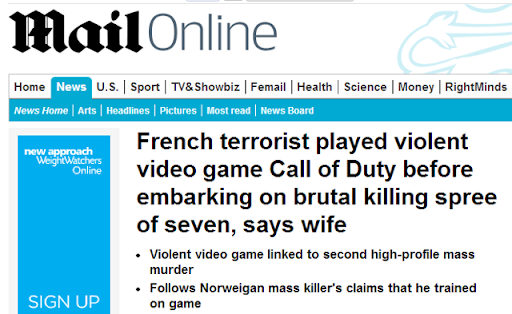 Mail Online
Home News U.S. Sport TV&Showbiz Femail Health Science Money RightMinds
News Home Arts Headlines Pictures Most read News Board
new approach
WeightWatchers
Online
SIGN UP
French terrorist played violent
video game Call of Duty before
embarking on brutal killing spree
of seven, says wife
• Violent video game linked to second high-profile mass
murder
• Follows Norweigan mass killer's claims that he trained
on game